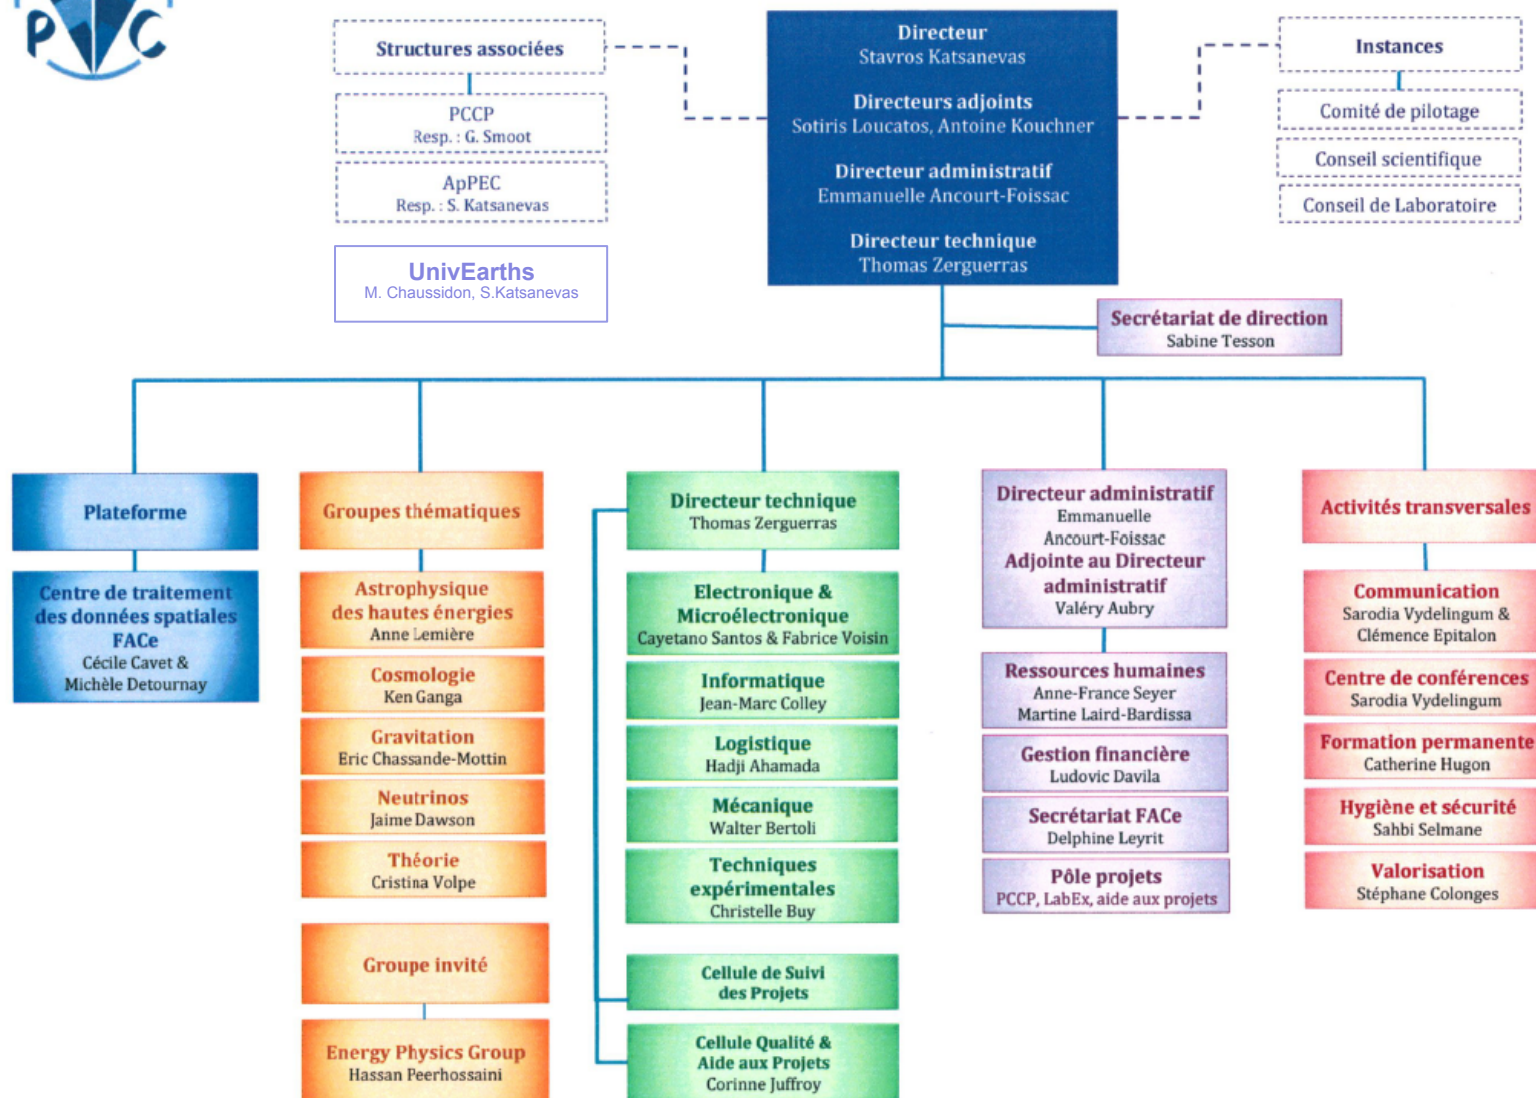 P C
Structures associées
PCCP
Resp. : G. Smoot
ApPEC
Resp. : S. Katsanevas
UnivEarths
M. Chaussidon, S.Katsanevas
Directeur
Stavros Katsanevas
Directeurs adjoints
Sotiris Loucatos, Antoine Kouchner
Directeur administratif
Emmanuelle Ancourt-Foissac
Directeur technique
Thomas Zerguerras
Instances
Comité de pilotage
Conseil scientifique
Conseil de Laboratoire
Secrétariat de direction
Sabine Tesson
Plateforme
Centre de traitement
des données spatiales
FACe
Cécile Cavet &
Michèle Detournay
Groupes thématiques
Astrophysique
des hautes énergies
Anne Lemière
Cosmologie
Ken Ganga
Gravitation
Eric Chassande-Mottin
Neutrinos
Jaime Dawson
Théorie
Cristina Volpe
Groupe invité
Energy Physics Group
Hassan Peerhossaini
Directeur technique
Thomas Zerguerras
Electronique &
Microélectronique
Cayetano Santos & Fabrice Voisin
Informatique
Jean-Marc Colley
Logistique
Hadji Ahamada
Mécanique
Walter Bertoli
Techniques
expérimentales
Christelle Buy
Cellule de Suivi
des Projets
Cellule Qualité &
Aide aux Projets
Corinne Juffroy
Directeur administratif
Emmanuelle
Ancourt-Foissac
Adjointe au Directeur
administratif
Valéry Aubry
Ressources humaines
Anne-France Seyer
Martine Laird-Bardissa
Gestion financière
Ludovic Davila
Secrétariat FACe
Delphine Leyrit
Pôle projets
PCCP, LabEx, aide aux projets
Activités transversales
Communication
Sarodia Vydelingum &
Clémence Epitalon
Centre de conférences
Sarodia Vydelingum
Formation permanente
Catherine Hugon
Hygiène et sécurité
Sahbi Selmane
Valorisation
Stéphane Colonges